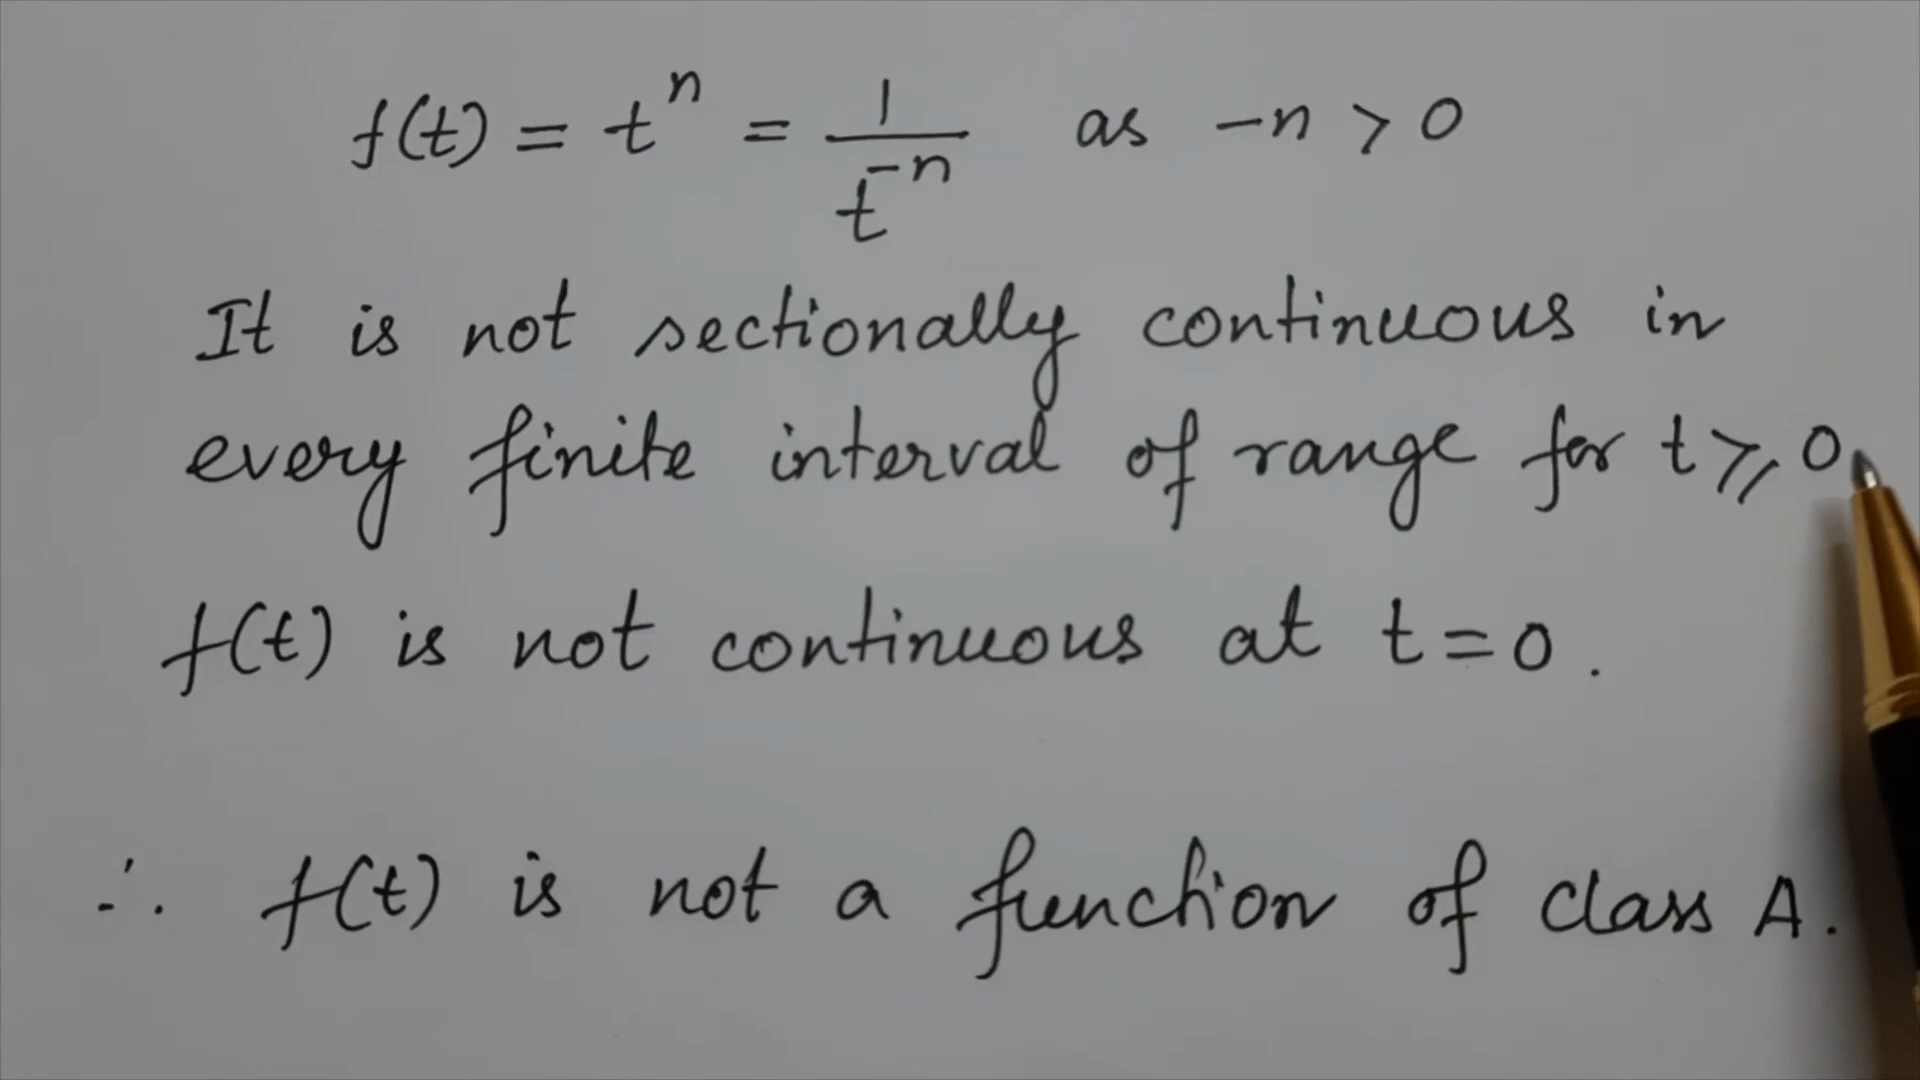 f(t) = t^n = 1/t^-n as -n > 0
It is not sectionally continuous in
every finite interval of range for t ⩾ 0.
f(t) is not continuous at t = 0.
∴ f(t) is not a function of class A.